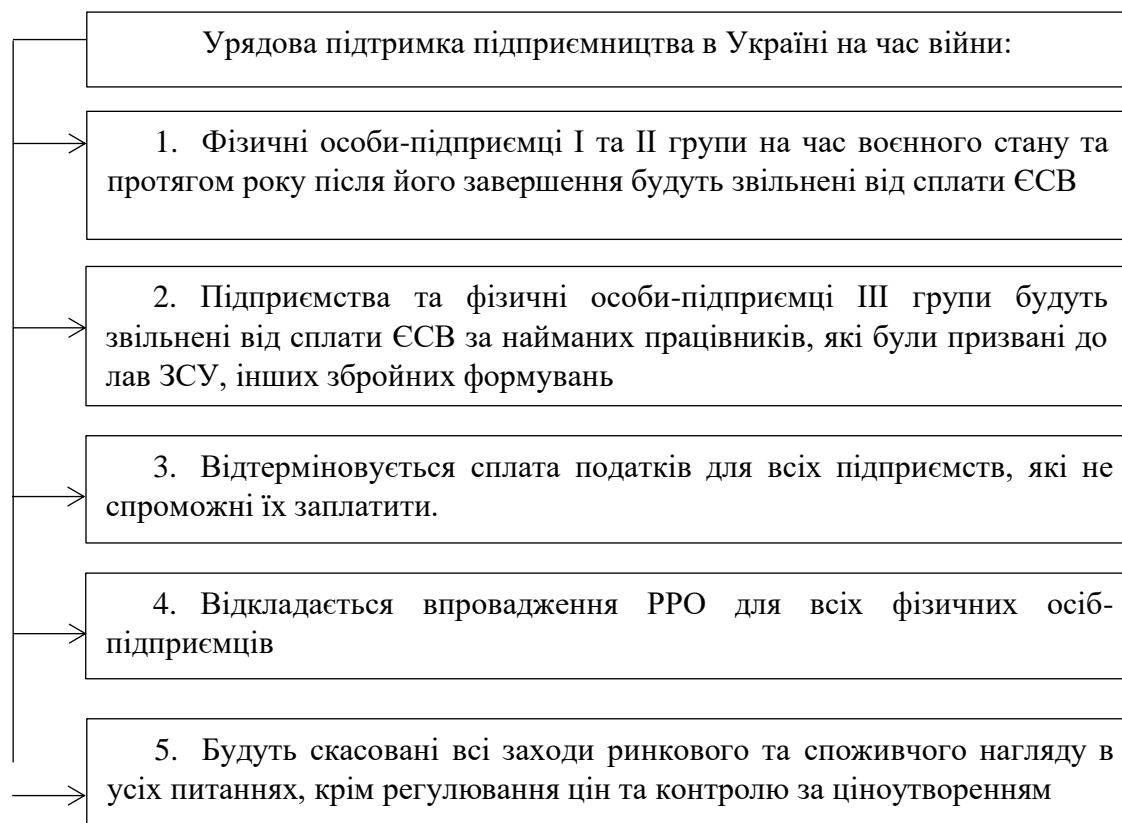 Урядова підтримка підприємництва в Україні на час війни:
1. Фізичні особи-підприємці І та ІІ групи на час воєнного стану та
протягом року після його завершення будуть звільнені від сплати ЄСВ
2. Підприємства та фізичні особи-підприємці ІІІ групи будуть
звільнені від сплати ЄСВ за найманих працівників, які були призвані до
лав ЗСУ, інших збройних формувань
3. Відтерміновується сплата податків для всіх підприємств, які не
спроможні їх заплатити.
4. Відкладається впровадження РРО для всіх фізичних осіб-
підприємців
5. Будуть скасовані всі заходи ринкового та споживчого нагляду в
усіх питаннях, крім регулювання цін та контролю за ціноутворенням